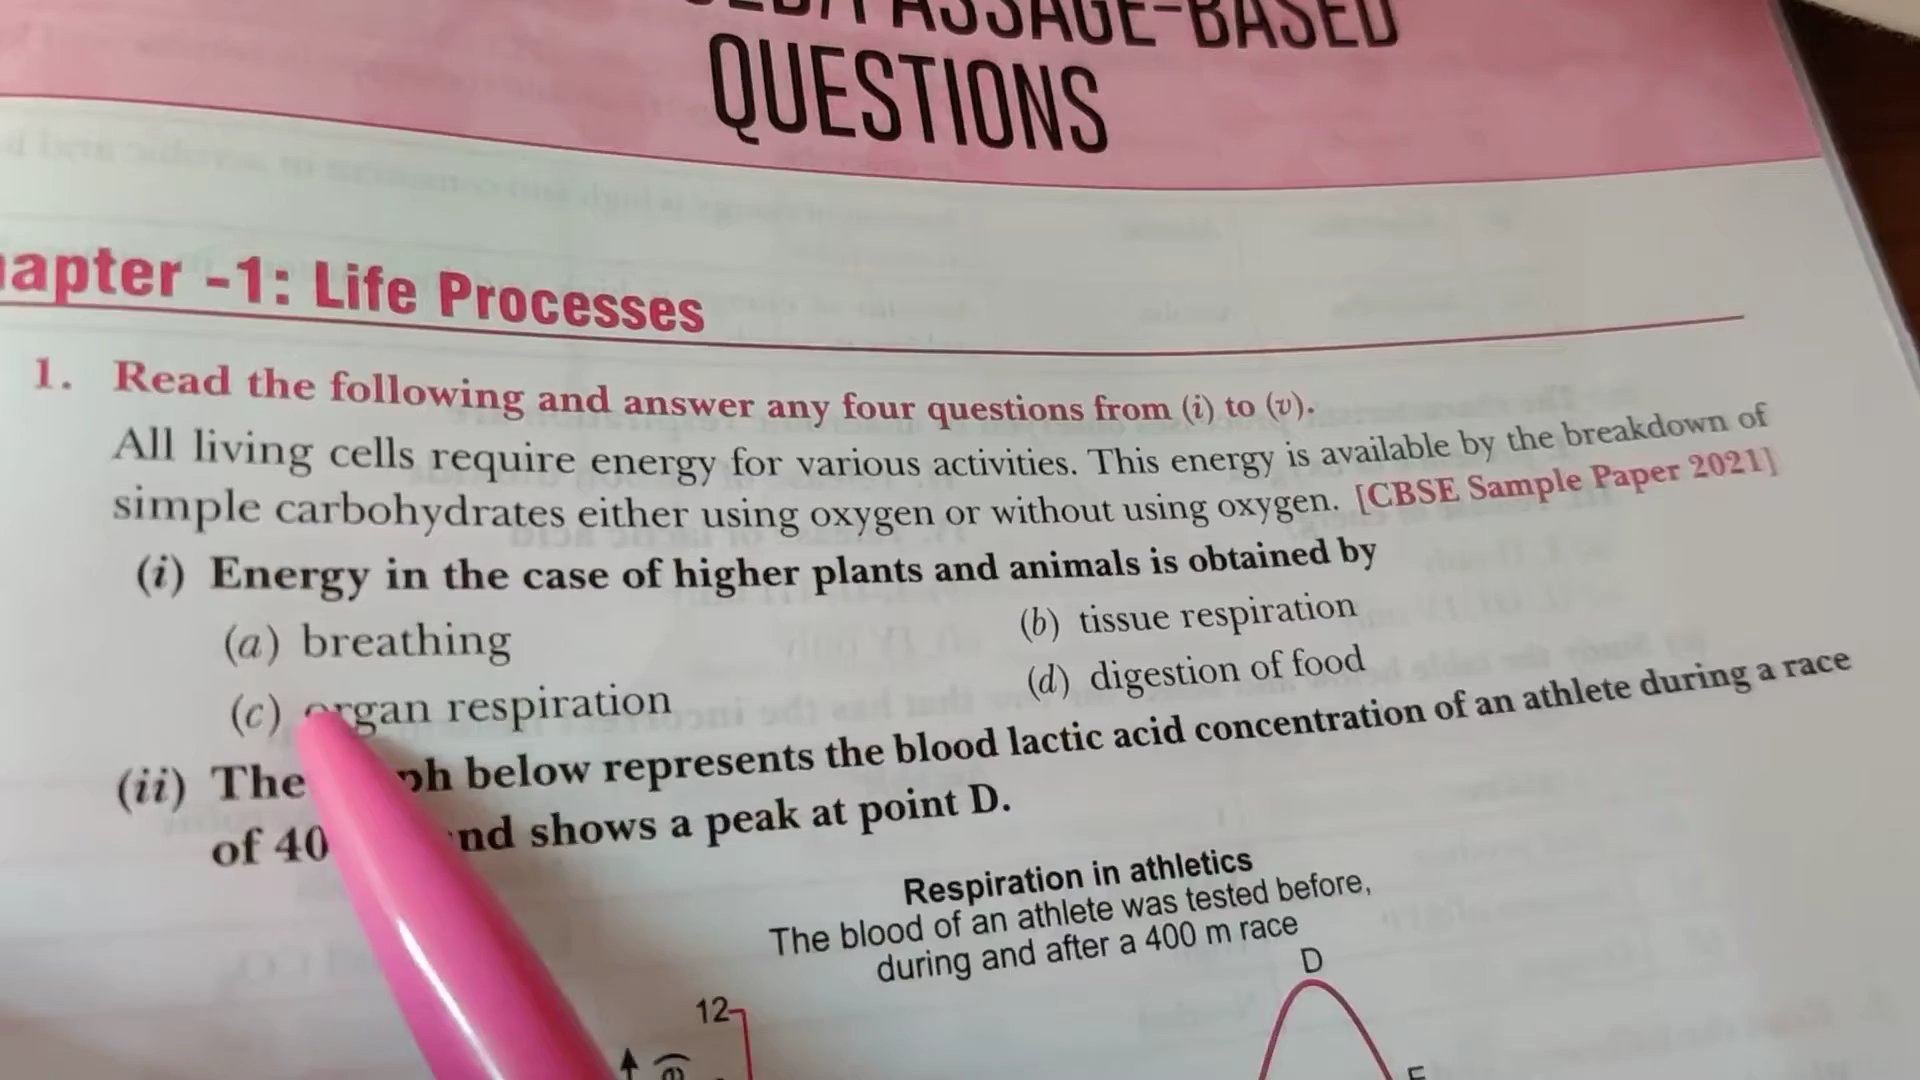 PASSAGE-BASED
QUESTIONS
apter -1: Life Processes
1. Read the following and answer any four questions from (i) to (v).
All living cells require energy for various activities. This energy is available by the breakdown of
simple carbohydrates either using oxygen or without using oxygen. [CBSE Sample Paper 2021]
(i) Energy in the case of higher plants and animals is obtained by
(a) breathing
(b) tissue respiration
(c) organ respiration
(d) digestion of food
(ii) The ph below represents the blood lactic acid concentration of an athlete during a race
of 40 nd shows a peak at point D.
Respiration in athletics
The blood of an athlete was tested before,
during and after a 400 m race
D
12